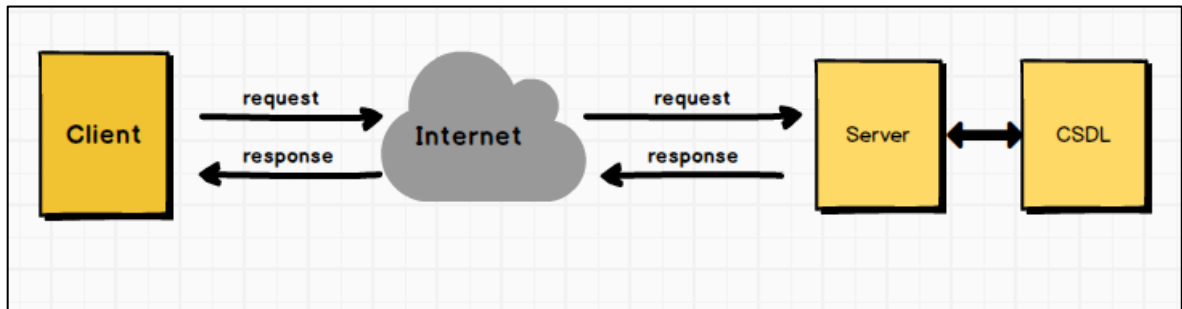 Client
request
response
Internet
request
response
Server
CSDL